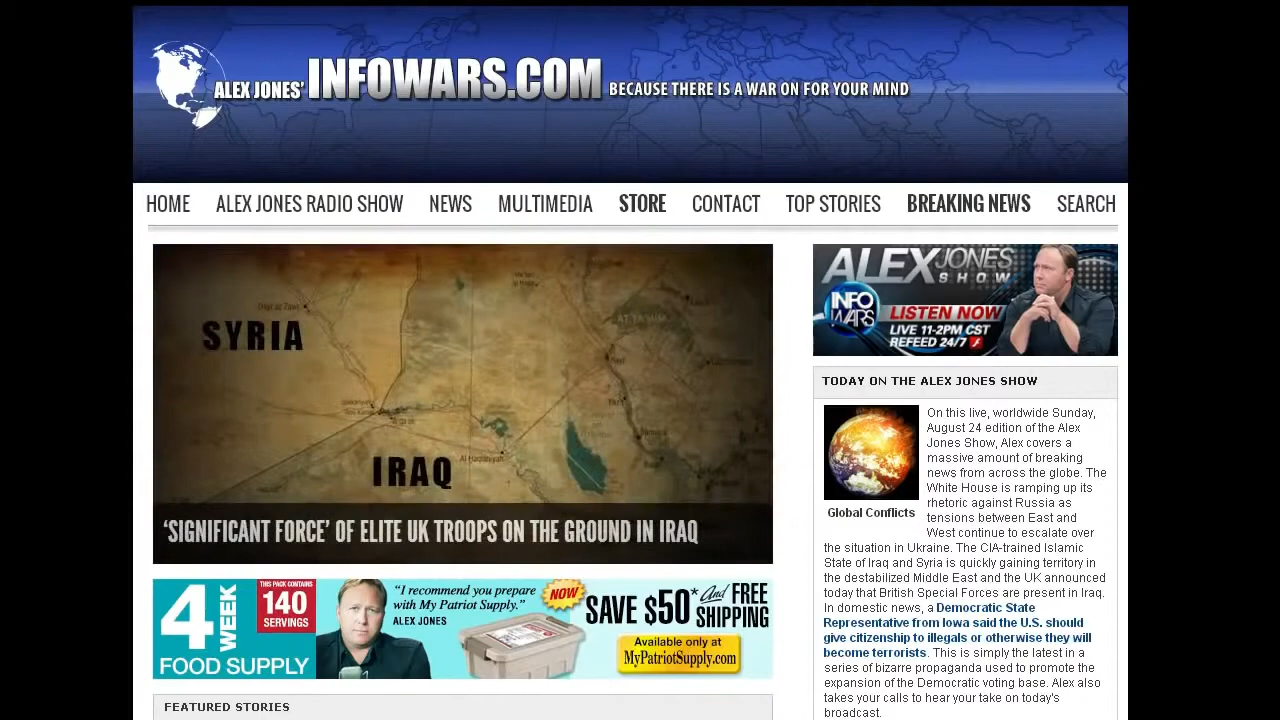 ALEX JONES' INFOWARS.COM BECAUSE THERE IS A WAR ON FOR YOUR MIND
HOME ALEX JONES RADIO SHOW NEWS MULTIMEDIA STORE CONTACT TOP STORIES BREAKING NEWS SEARCH
SYRIA
IRAQ
‘SIGNIFICANT FORCE’ OF ELITE UK TROOPS ON THE GROUND IN IRAQ
4 WEEK
FOOD SUPPLY
THIS PACK CONTAINS
140
SERVINGS
“I recommend you prepare
with My Patriot Supply.”
ALEX JONES
NOW
SAVE $50* And FREE
SHIPPING
Available only at
MyPatriotSupply.com
FEATURED STORIES
ALEX JONES
SHOW
INFO
WARS
LISTEN NOW
LIVE 11-2PM CST
REFEED 24/7
TODAY ON THE ALEX JONES SHOW
Global Conflicts
On this live, worldwide Sunday,
August 24 edition of the Alex
Jones Show, Alex covers a
massive amount of breaking
news from across the globe. The
White House is ramping up its
rhetoric against Russia as
tensions between East and
West continue to escalate over
the situation in Ukraine. The CIA-trained Islamic
State of Iraq and Syria is quickly gaining territory in
the destabilized Middle East and the UK announced
today that British Special Forces are present in Iraq.
In domestic news, a Democratic State
Representative from Iowa said the U.S. should
give citizenship to illegals or otherwise they will
become terrorists. This is simply the latest in a
series of bizarre propaganda used to promote the
expansion of the Democratic voting base. Alex also
takes your calls to hear your take on today's
broadcast.